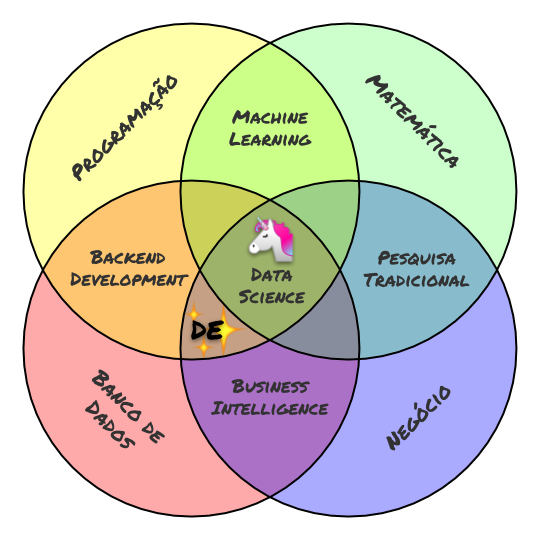 Programação
Matemática
Machine
Learning
Backend
Development
Data
Science
Pesquisa
Tradicional
DE
Business
Intelligence
Banco de
Dados
Negócio